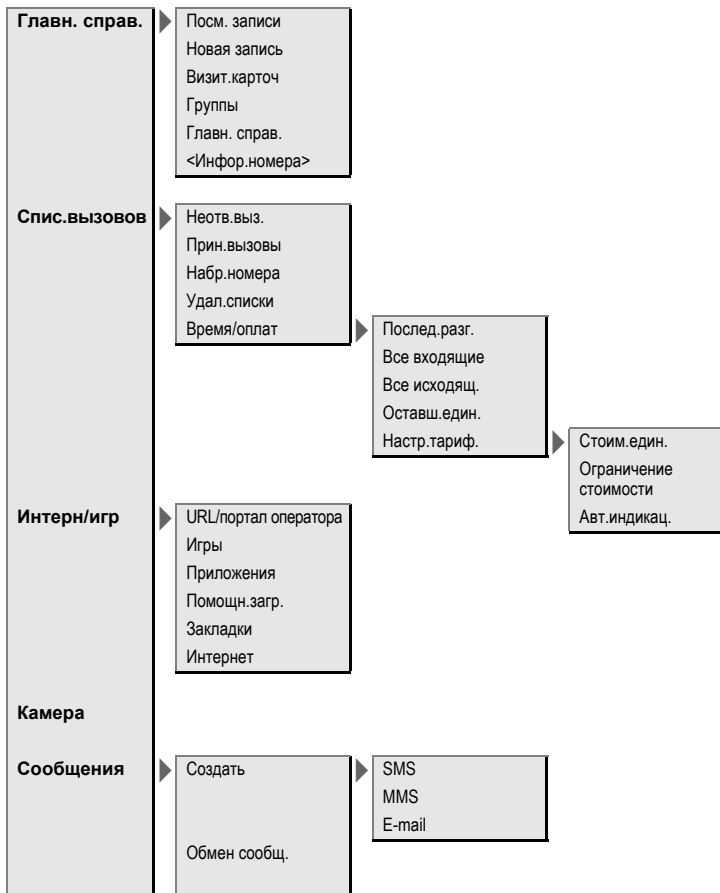 Главн. справ.
Посм. записи
Новая запись
Визит.карточ
Группы
Главн. справ.
<Инфор.номера>
Спис.вызовов
Неотв.выз.
Прин.вызовы
Набр.номера
Удал.списки
Время/оплат
Послед.разг.
Все входящие
Все исходящ.
Оставш.един.
Настр.тариф.
Стоим.един.
Ограничение
стоимости
Авт.индикац.
Интерн/игр
URL/портал оператора
Игры
Приложения
Помощн.загр.
Закладки
Интернет
Камера
Сообщения
Создать
SMS
MMS
E-mail
Обмен сообщ.